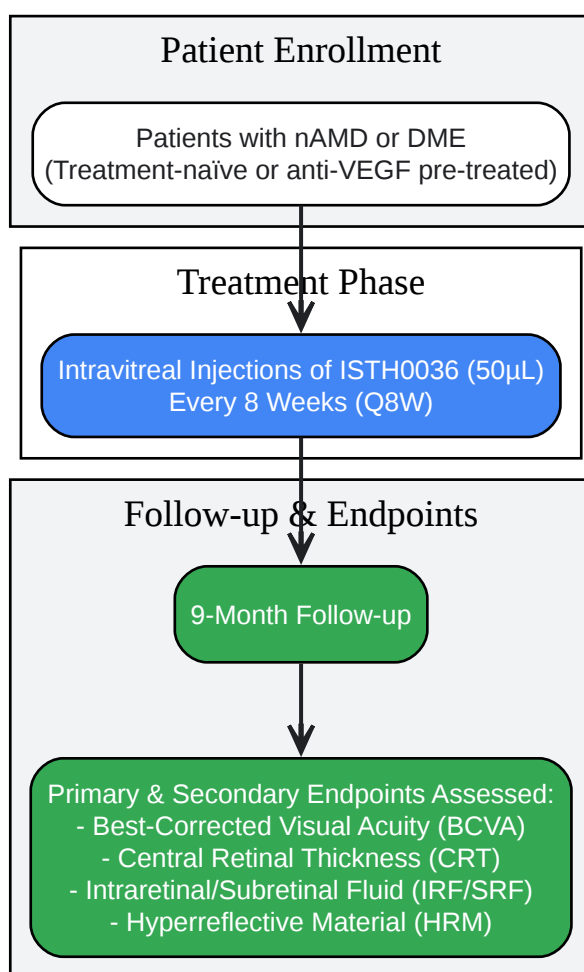 Patient Enrollment
Patients with nAMD or DME
(Treatment-naïve or anti-VEGF pre-treated)
Treatment Phase
Intravitreal Injections of ISTH0036 (50µL)
Every 8 Weeks (Q8W)
Follow-up & Endpoints
9-Month Follow-up
Primary & Secondary Endpoints Assessed:
- Best-Corrected Visual Acuity (BCVA)
- Central Retinal Thickness (CRT)
- Intraretinal/Subretinal Fluid (IRF/SRF)
- Hyperreflective Material (HRM)